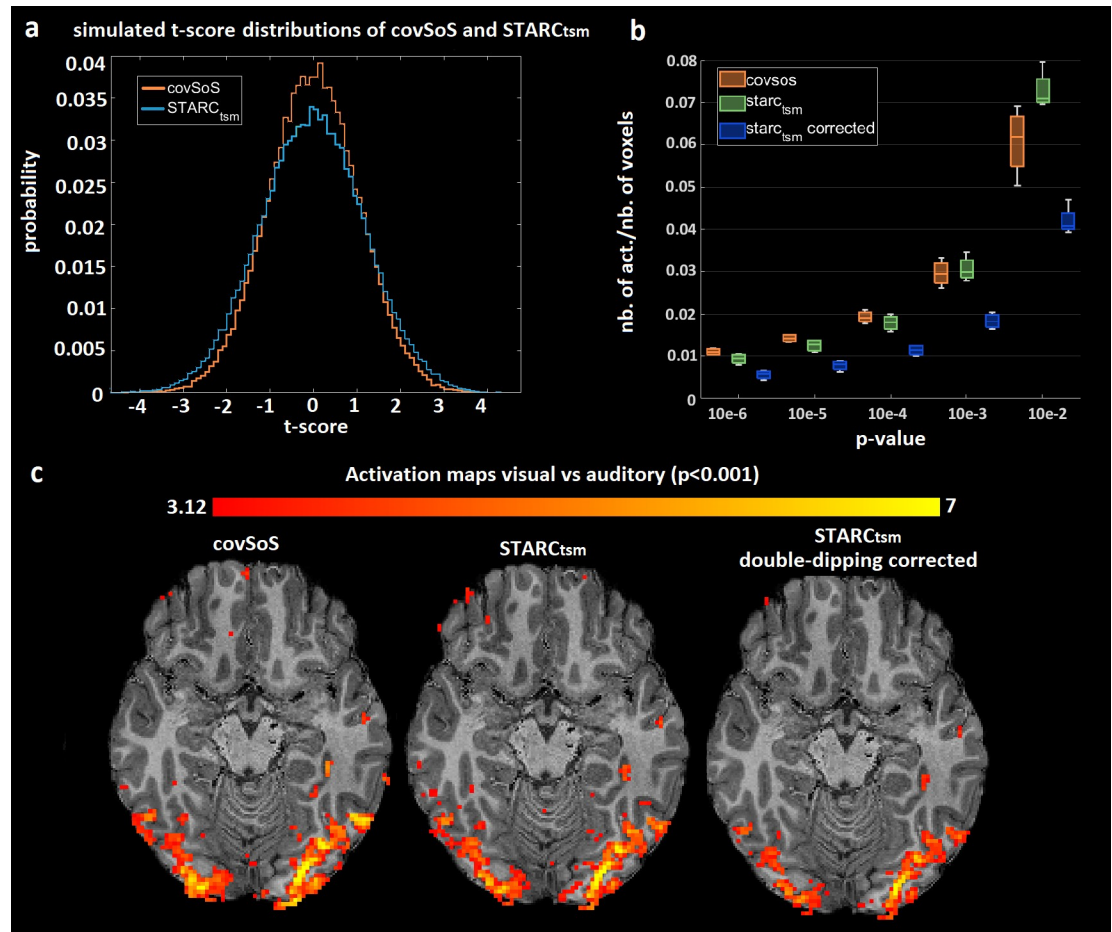 a
simulated t-score distributions of covSoS and STARCtsm
covSoS
STARCtsm
0.04
0.035
0.03
0.025
0.02
0.015
0.01
0.005
0
probability
-4 -3 -2 -1 0 1 2 3 4
t-score
b
covsos
starctsm
starctsm corrected
0.08
0.07
0.06
0.05
0.04
0.03
0.02
0.01
0
nb. of act./nb. of voxels
10e-6 10e-5 10e-4 10e-3 10e-2
p-value
c
Activation maps visual vs auditory (p<0.001)
3.12 7
covSoS
STARCtsm
STARCtsm
double-dipping corrected